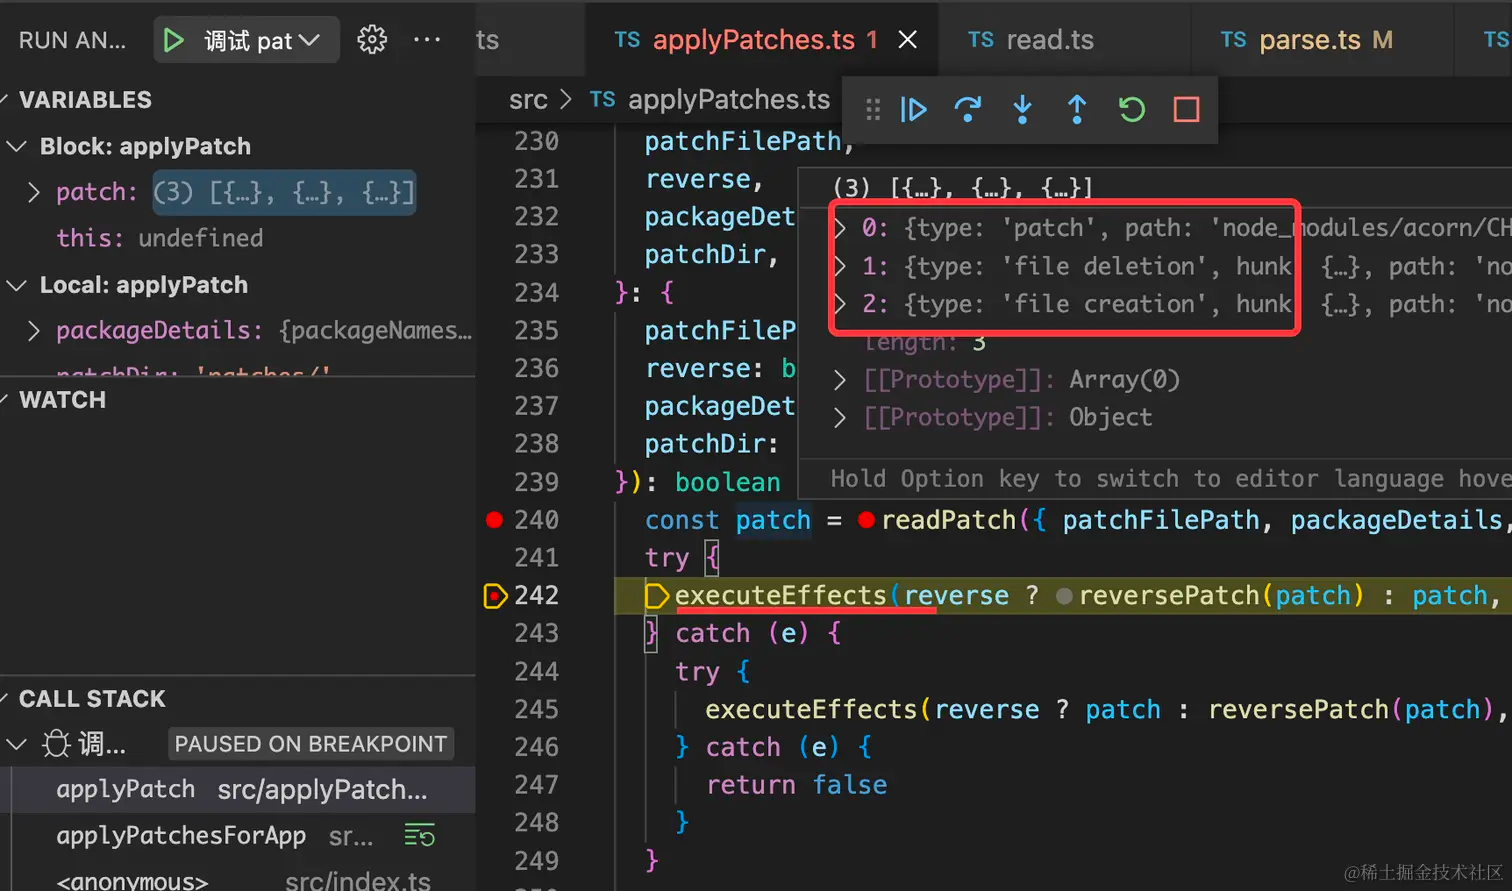 RUN AN... 调试 pat ...
ts TS applyPatches.ts 1 TS read.ts TS parse.ts M TS
VARIABLES
Block: applyPatch
patch: (3) [{…}, {…}, {…}]
this: undefined
Local: applyPatch
packageDetails: {packageNames…
patchDir: 'patches/'
WATCH
CALL STACK
调... PAUSED ON BREAKPOINT
applyPatch src/applyPatch...
applyPatchesForApp sr...
<anonymous> src/index.ts
src > TS applyPatches.ts
230 patchFilePath,
231 reverse,
232 packageDet
233 patchDir,
234 }: {
235 patchFileP
236 reverse: b
237 packageDet
238 patchDir:
239 }): boolean
240 const patch = readPatch({ patchFilePath, packageDetails,
241 try {
242 executeEffects(reverse ? reversePatch(patch) : patch,
243 } catch (e) {
244 try {
245 executeEffects(reverse ? patch : reversePatch(patch),
246 } catch (e) {
247 return false
248 }
249 }
(3) [{…}, {…}, {…}]
0: {type: 'patch', path: 'node_modules/acorn/CH
1: {type: 'file deletion', hunk {…}, path: 'no
2: {type: 'file creation', hunk {…}, path: 'no
length: 3
[[Prototype]]: Array(0)
[[Prototype]]: Object
Hold Option key to switch to editor language hove
@稀土掘金技术社区